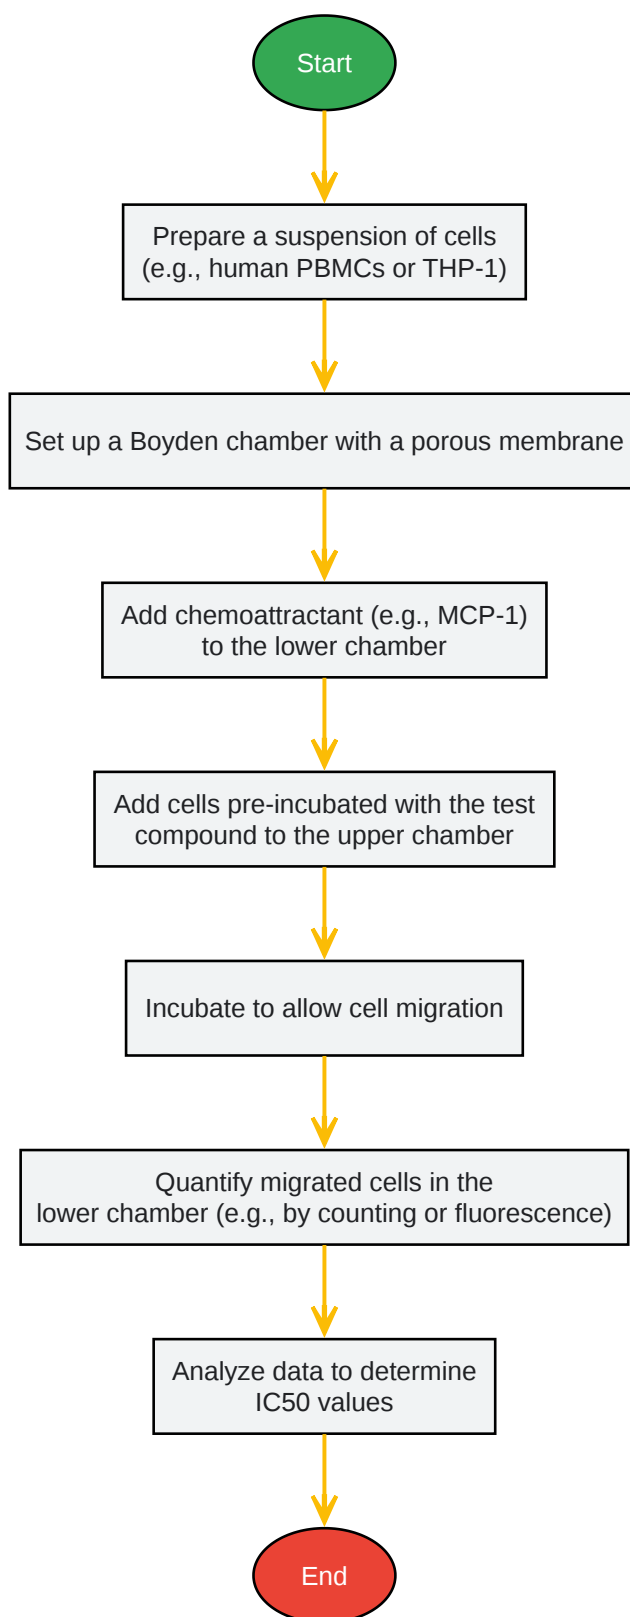 Start
Prepare a suspension of cells
(e.g., human PBMCs or THP-1)
Set up a Boyden chamber with a porous membrane
Add chemoattractant (e.g., MCP-1)
to the lower chamber
Add cells pre-incubated with the test
compound to the upper chamber
Incubate to allow cell migration
Quantify migrated cells in the
lower chamber (e.g., by counting or fluorescence)
Analyze data to determine
IC50 values
End